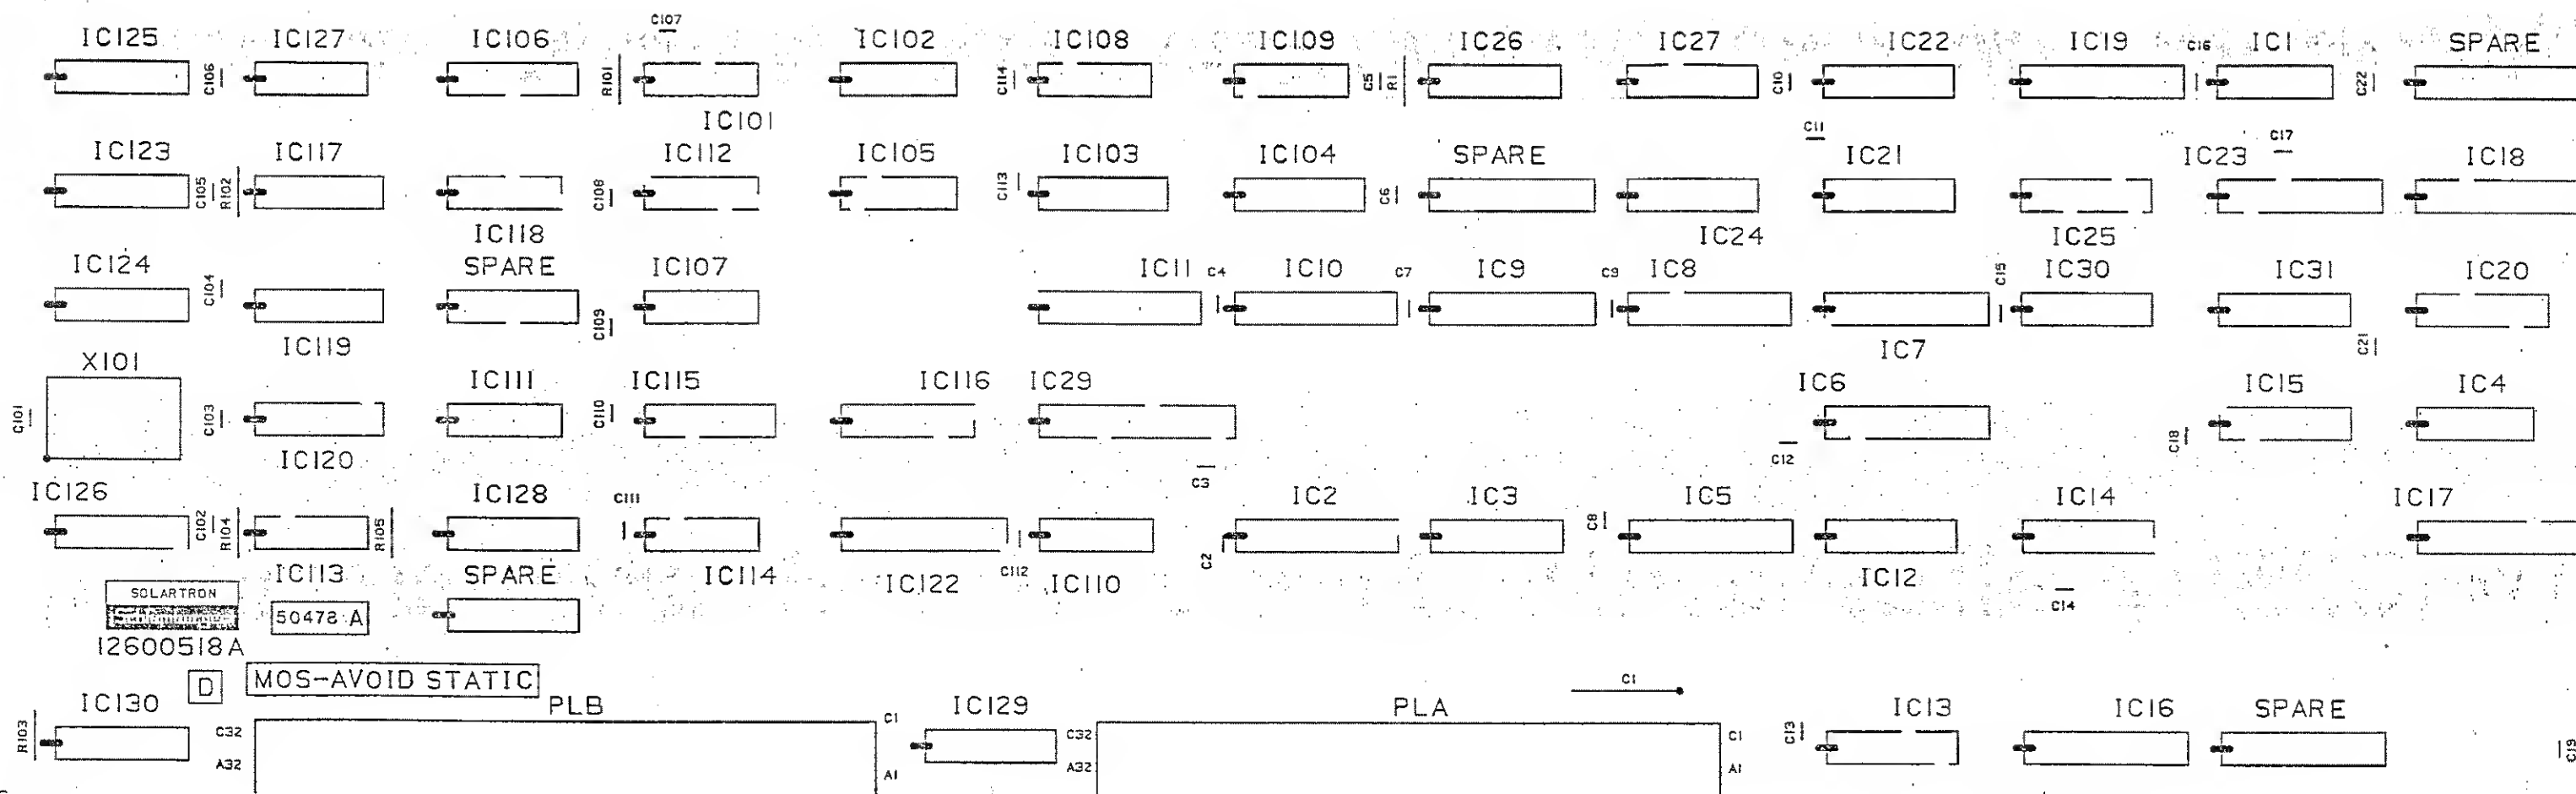 C107
IC125 IC127 IC106 IC102 IC108 IC109 IC26 IC27 IC22 IC19 C16 IC1 SPARE
C106 R101 C114 C5 R1 C10 C22
IC101
C11 C17
IC123 IC117 IC112 IC105 IC103 IC104 SPARE IC21 IC23 IC18
C105 R102 C108 C113 C6
IC118 IC24 IC25
IC124 SPARE IC107 IC11 C4 IC10 C7 IC9 C9 IC8 C15 IC30 IC31 IC20
C104 C109
IC119 IC7 C21
X101
IC111 IC115 IC116 IC29 IC6 IC15 IC4
C101 C103 C110 C18
IC120 C12
C3
IC126 IC128 C111 IC2 IC3 IC5 IC14 IC17
C102 R104 R105 C8
C2
IC113 SPARE IC114 IC122 C112 IC110 IC12
C14
SOLARTRON
50478 A
12600518A
D MOS-AVOID STATIC
C1
IC130 PLB IC129 PLA IC13 IC16 SPARE
R103 C32 C1 C32 C1 C13 C19
A32 A1 A32 A1